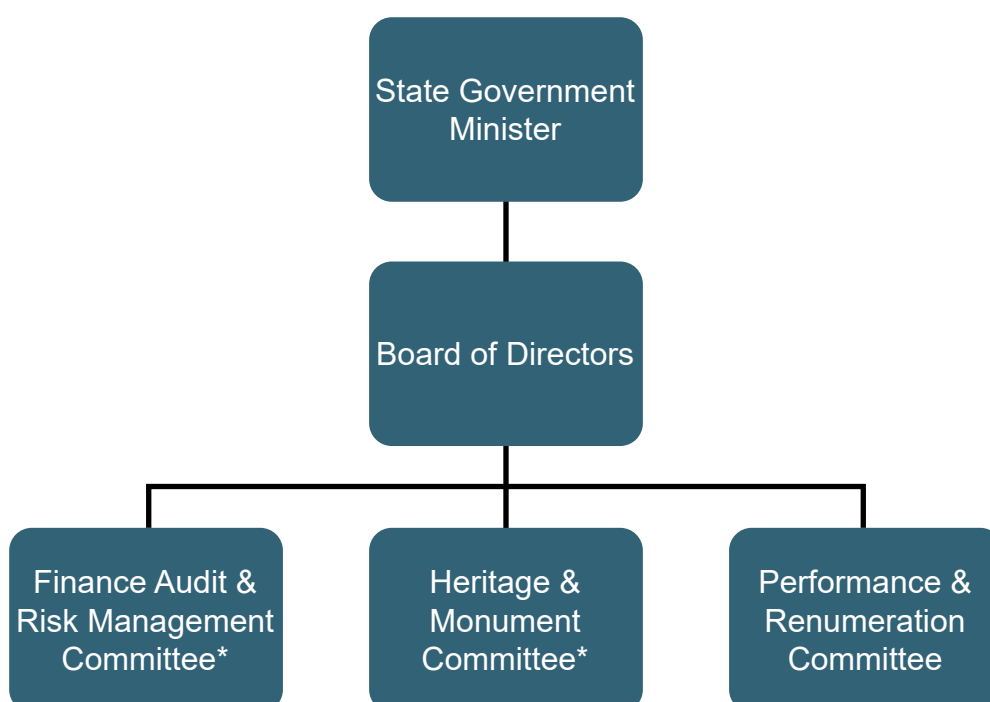 State Government
Minister
Board of Directors
Finance Audit &
Risk Management
Committee*
Heritage &
Monument
Committee*
Performance &
Renumeration
Committee